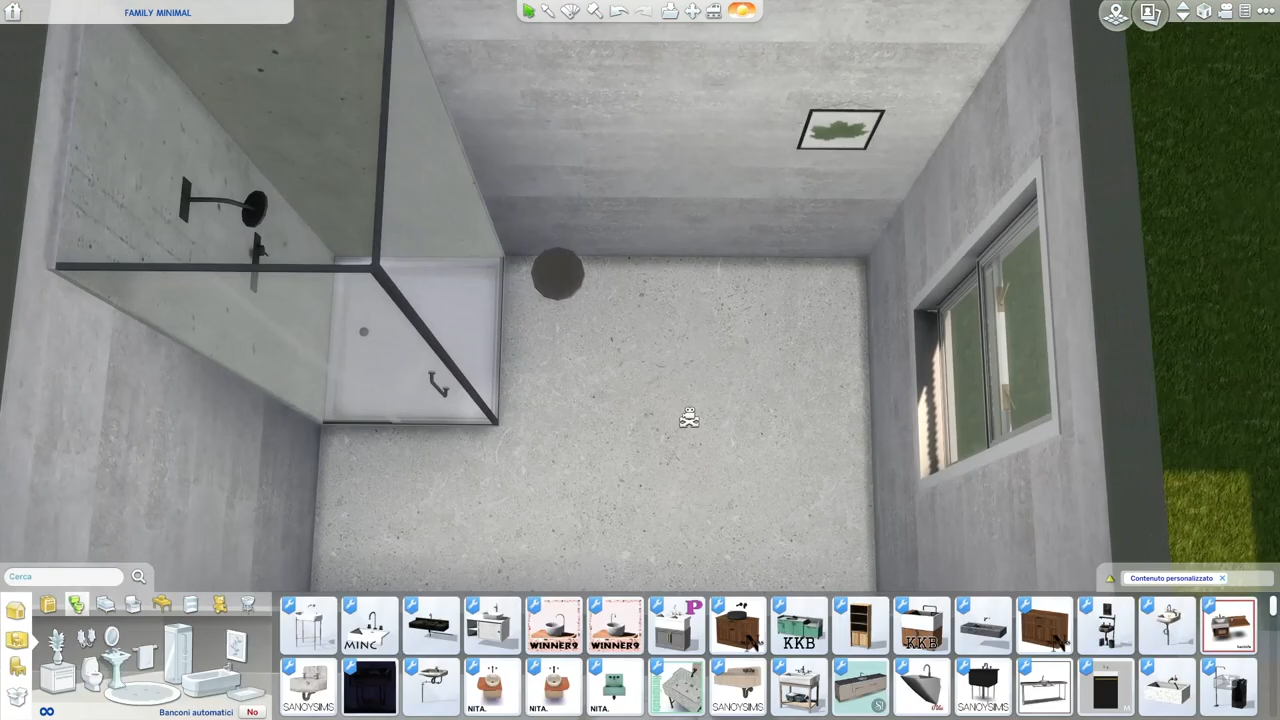 FAMILY MINIMAL
Cerca
Contenuto personalizzato
MINC
WINNER9
WINNER9
P
KKB
KKB
SANOYSIMS
NITA.
NITA.
NITA.
SANOYSIMS
S
SANOYSIMS
M
Banconi automatici No